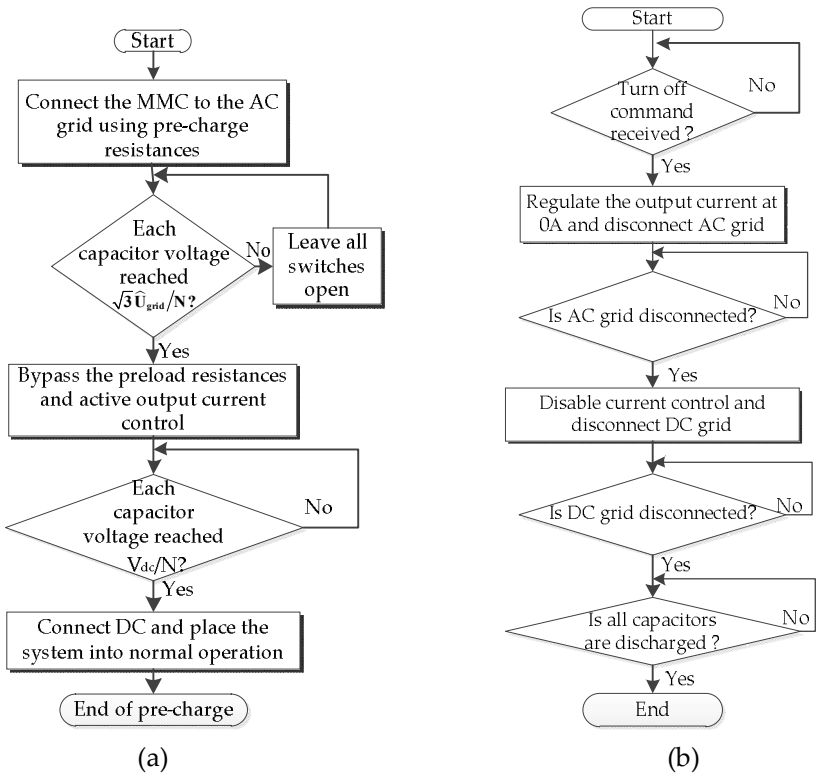 Start
Connect the MMC to the AC
grid using pre-charge
resistances
Each
capacitor voltage
reached
√3Û_grid/N?
No
Leave all
switches
open
Yes
Bypass the preload resistances
and active output current
control
Each
capacitor
voltage reached
V_dc/N?
No
Yes
Connect DC and place the
system into normal operation
End of pre-charge
(a)
Start
Turn off
command
received ?
No
Yes
Regulate the output current at
0A and disconnect AC grid
Is AC grid disconnected?
No
Yes
Disable current control and
disconnect DC grid
Is DC grid disconnected?
No
Yes
Is all capacitors
are discharged ?
No
Yes
End
(b)